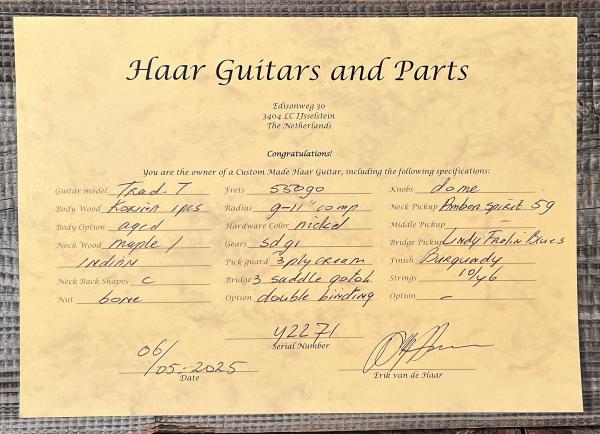 Haar Guitars and Parts
Edisonweg 30
3404 LC IJsselstein
The Netherlands
Congratulations!
You are the owner of a Custom Made Haar Guitar, including the following specifications:
Guitar model Trad. T Frets 55090 Knobs dome
Body Wood Korina 1pcs Radius 9-11" comp Neck Pickup Amber Spirit 59
Body Option aged Hardware Color nickel Middle Pickup -
Neck Wood maple / Gears sdg1 Bridge Pickup Lindy Fralin Blues
INDIAN Pick guard 3ply cream Finish Burgundy
Neck Back Shapes C Bridge 3 saddle gotoh Strings 10/46
Nut bone Option double binding Option -
42271
Serial Number
06/05-2025
Date
Erik van de Haar